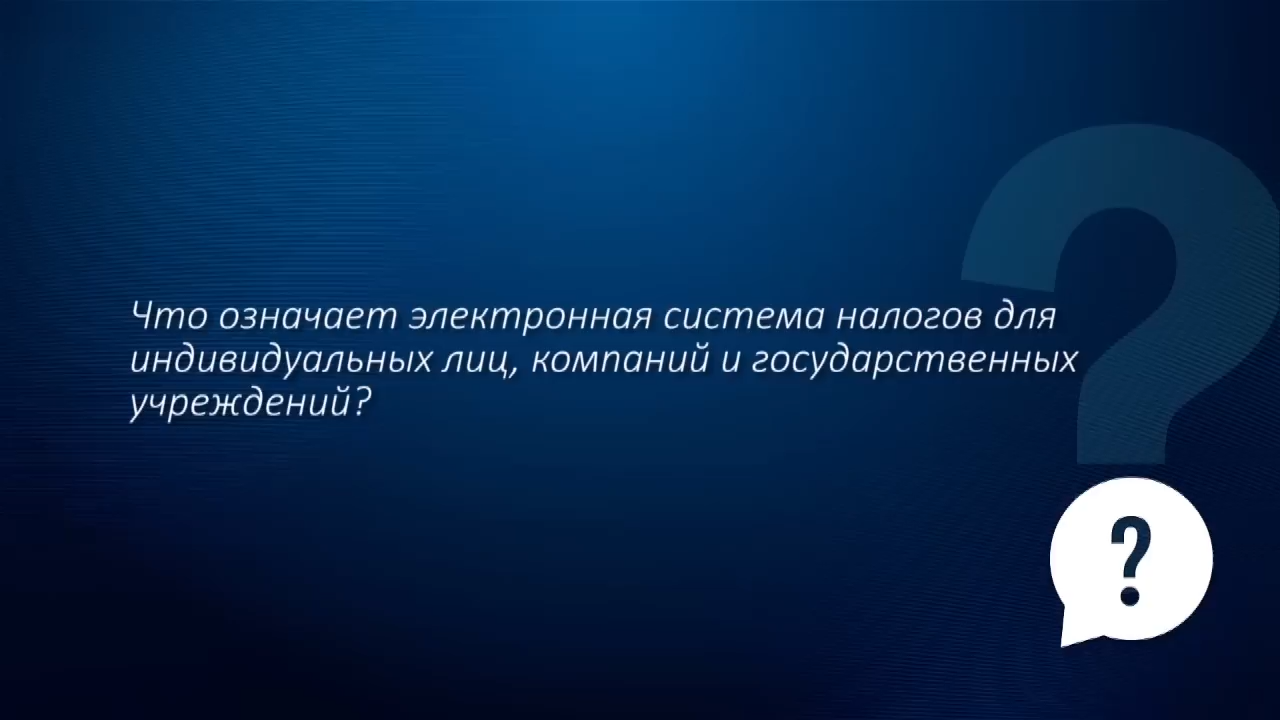 Что означает электронная система налогов для
индивидуальных лиц, компаний и государственных
учреждений?
?
?